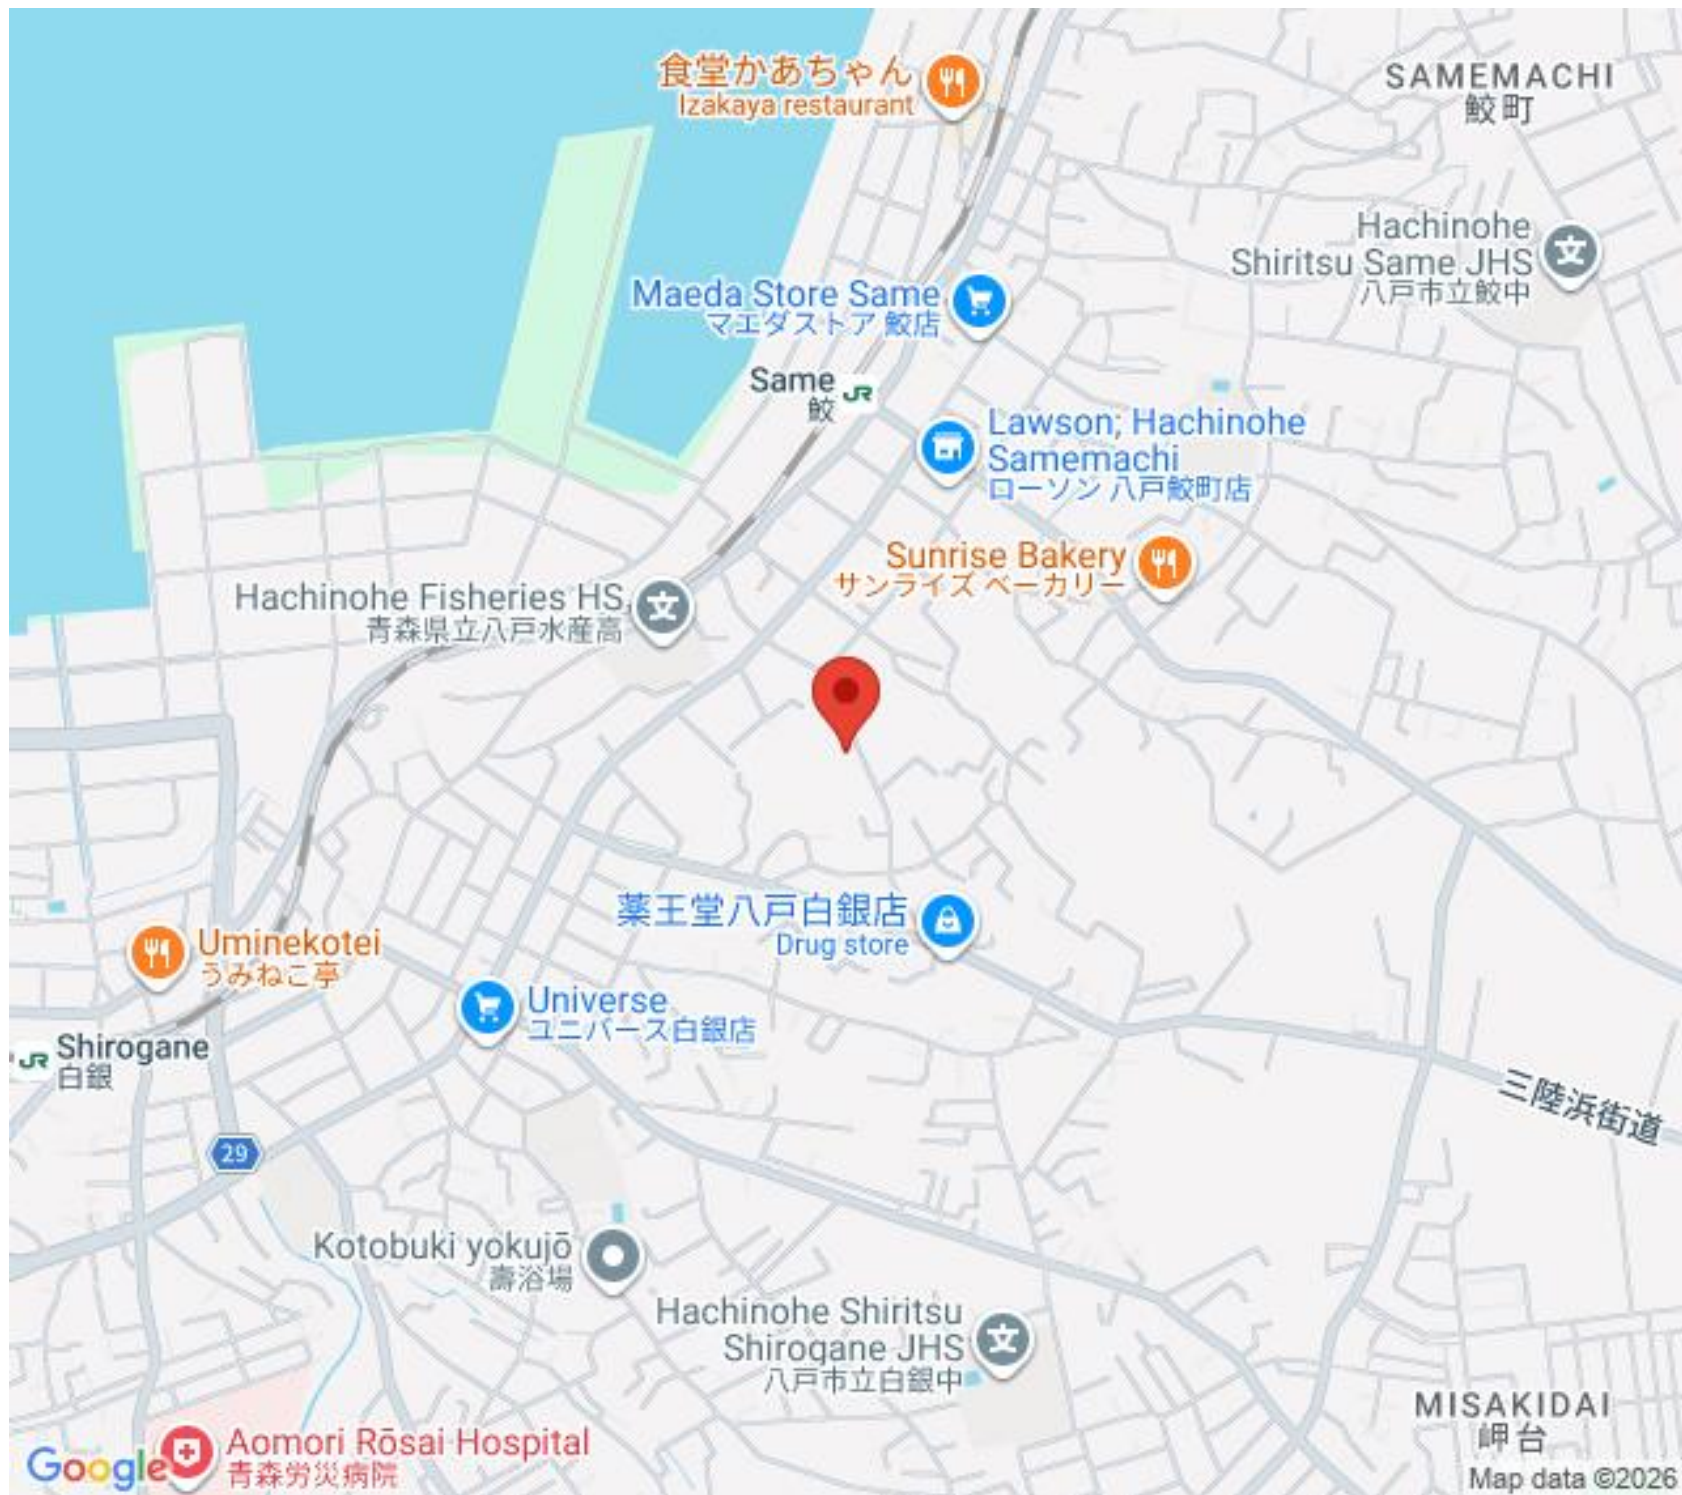 食堂かあちゃん
Izakaya restaurant
SAMEMACHI
鮫町
Hachinohe
Shiritsu Same JHS
八戸市立鮫中
Maeda Store Same
マエダストア 鮫店
Same
鮫
JR
Lawson; Hachinohe
Samemachi
ローソン 八戸鮫町店
Sunrise Bakery
サンライズ ベーカリー
Hachinohe Fisheries HS,
青森県立八戸水産高
文
文
薬王堂八戸白銀店
Drug store
Uminekotei
うみねこ亭
Universe
ユニバース白銀店
JR
Shirogane
白銀
三陸浜街道
29
Kotobuki yokujō
壽浴場
Hachinohe Shiritsu
Shirogane JHS
八戸市立白銀中
文
MISAKIDAI
岬台
Aomori Rōsai Hospital
青森労災病院
Google
Map data ©2026